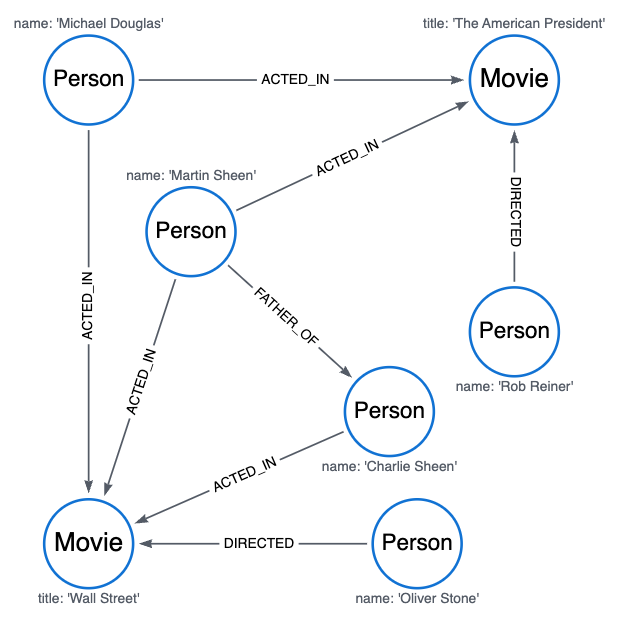 name: 'Michael Douglas'
title: 'The American President'
Person
ACTED_IN
Movie
ACTED_IN
name: 'Martin Sheen'
Person
DIRECTED
ACTED_IN
FATHER_OF
Person
name: 'Rob Reiner'
ACTED_IN
Person
name: 'Charlie Sheen'
ACTED_IN
Movie
DIRECTED
Person
title: 'Wall Street'
name: 'Oliver Stone'